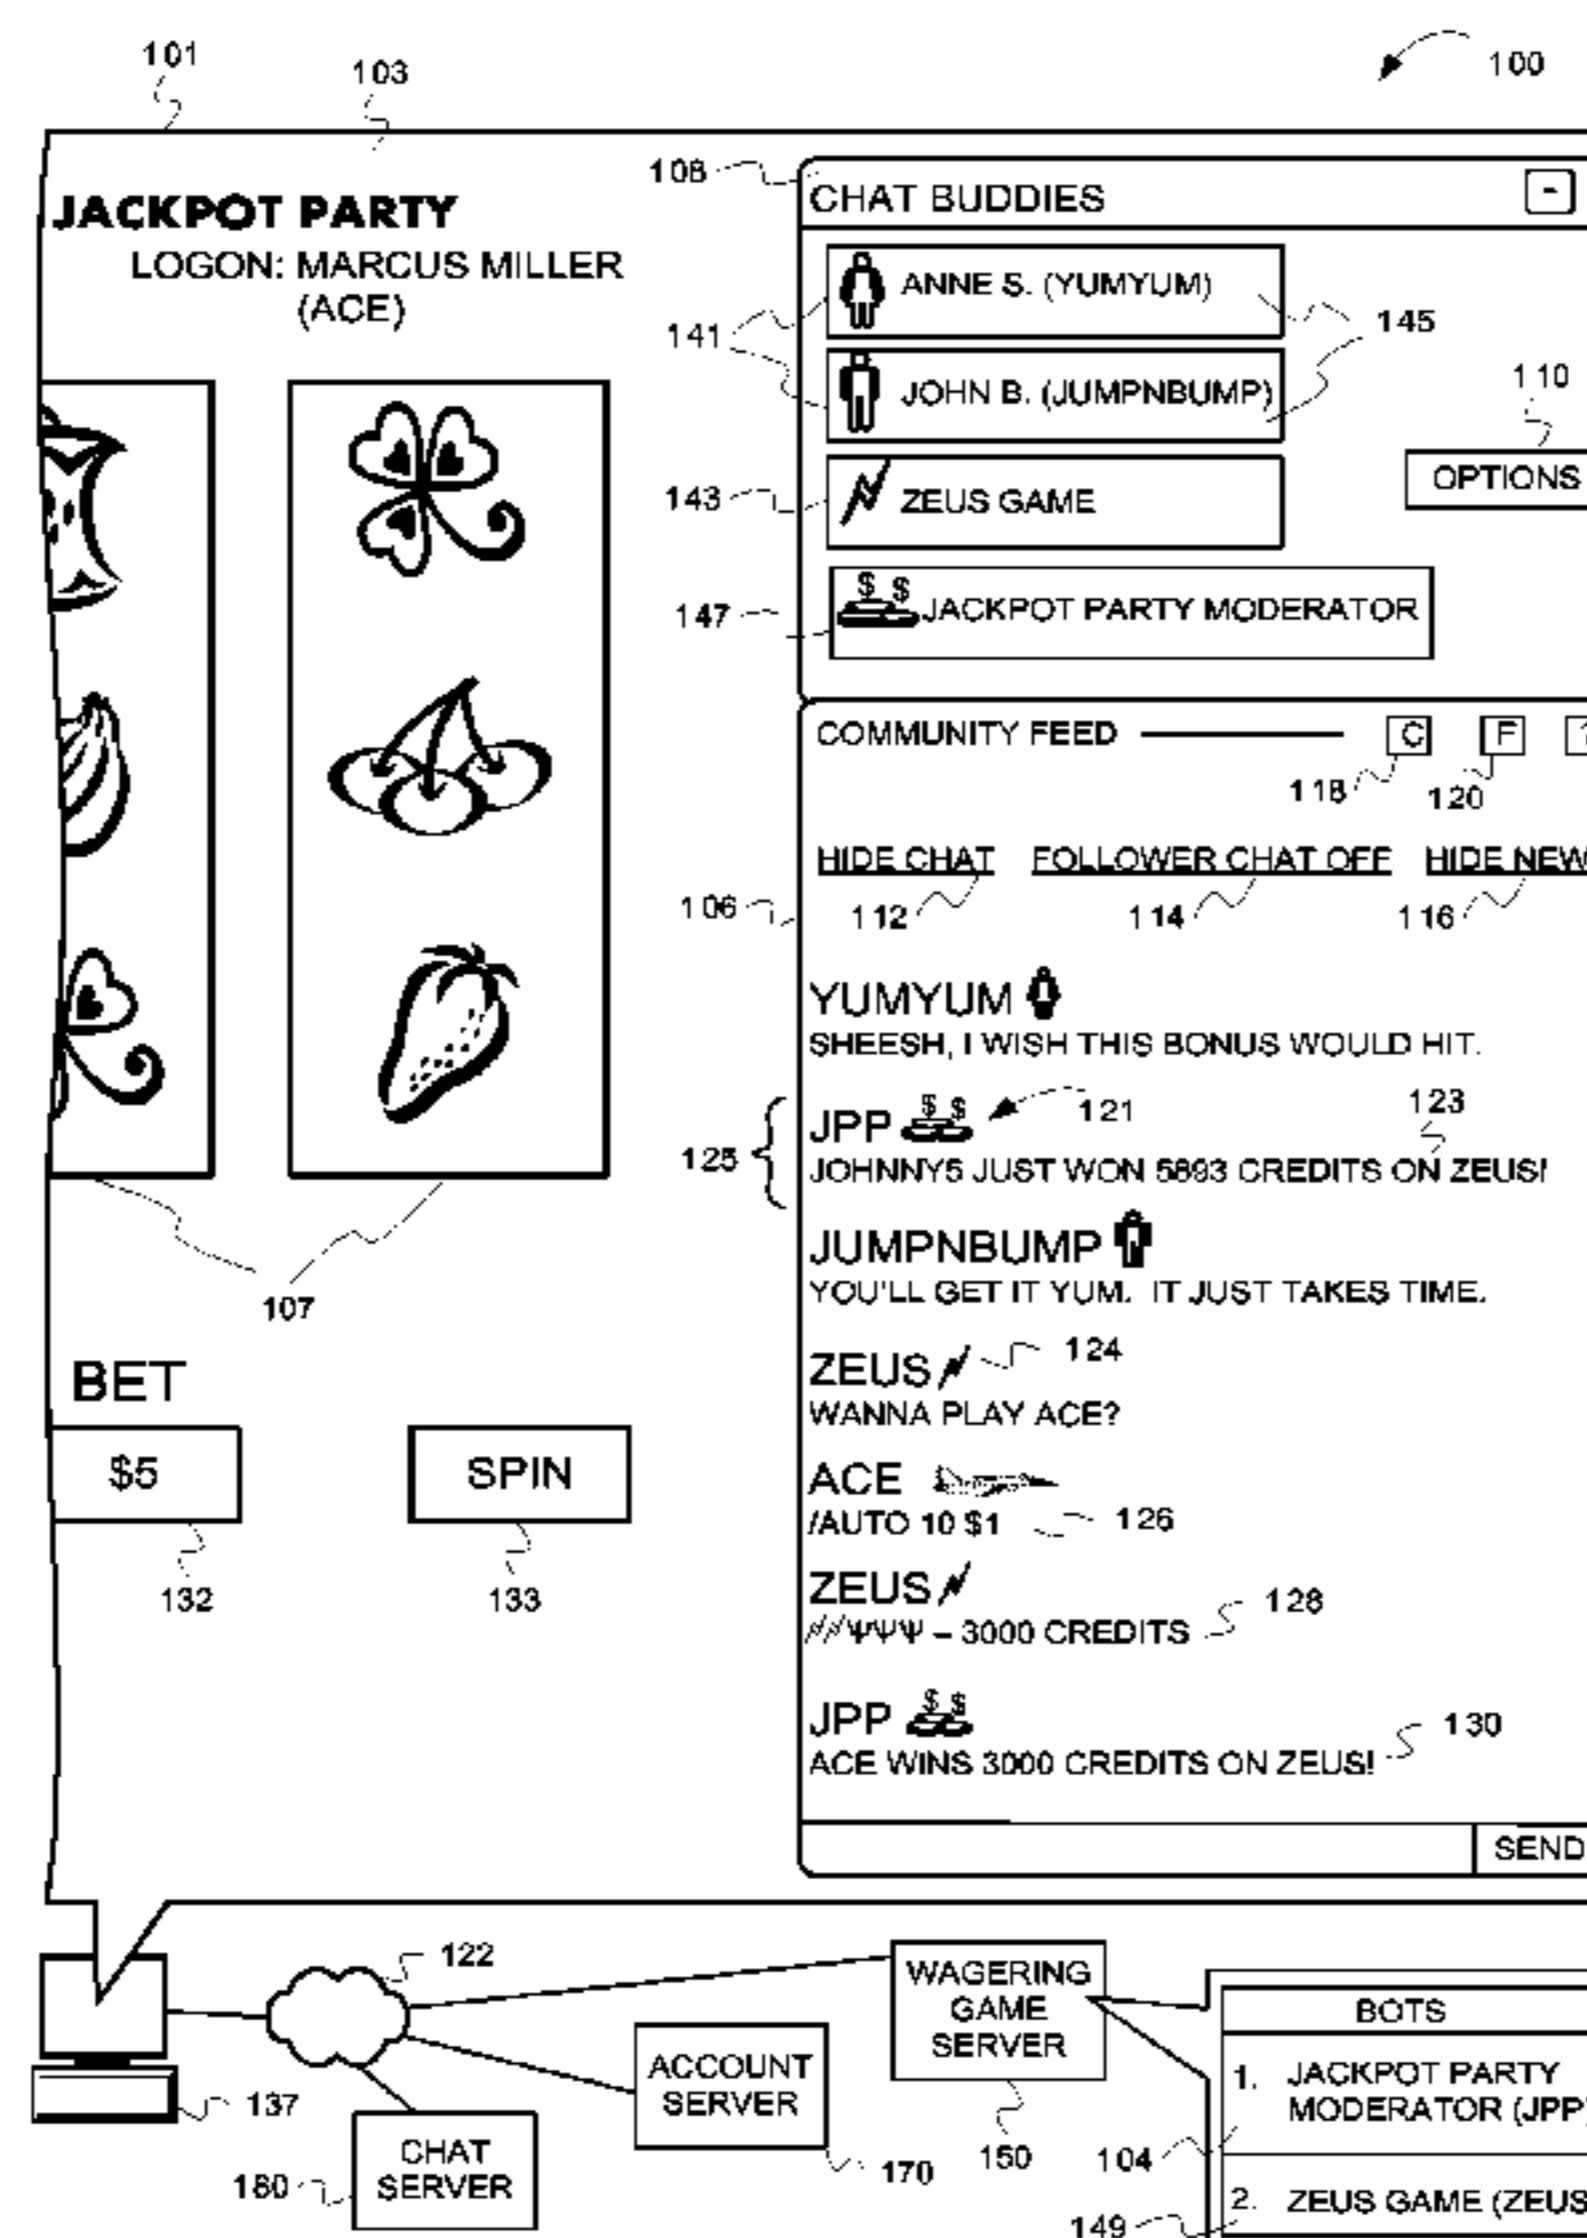 101
103
100
JACKPOT PARTY
LOGON: MARCUS MILLER
(ACE)
108
CHAT BUDDIES
-
ANNE S. (YUMYUM)
141
145
JOHN B. (JUMPNBUMP)
110
OPTIONS
143
ZEUS GAME
147
$ $
JACKPOT PARTY MODERATOR
COMMUNITY FEED
C
F
118
120
HIDE CHAT
FOLLOWER CHAT OFF
HIDE NEW
106
112
114
116
YUMYUM
SHEESH, I WISH THIS BONUS WOULD HIT.
125
JPP $ $
121
123
JOHNNY5 JUST WON 5893 CREDITS ON ZEUS!
JUMPNBUMP
YOU'LL GET IT YUM. IT JUST TAKES TIME.
107
ZEUS
124
WANNA PLAY ACE?
BET
$5
SPIN
132
133
ACE
/AUTO 10 $1
126
ZEUS
ΨΨΨ – 3000 CREDITS
128
JPP $ $
130
ACE WINS 3000 CREDITS ON ZEUS!
SEND
122
WAGERING
GAME
SERVER
150
ACCOUNT
SERVER
170
137
CHAT
SERVER
180
BOTS
1. JACKPOT PARTY
MODERATOR (JPP)
104
2. ZEUS GAME (ZEUS
149